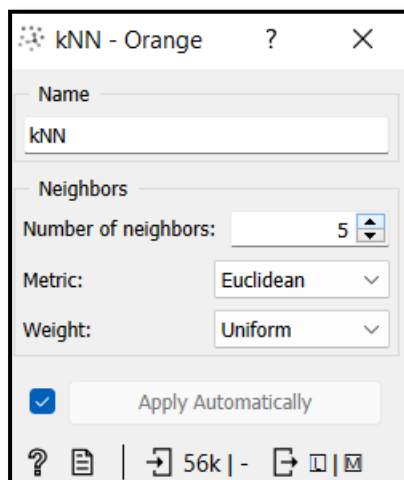 kNN - Orange ? ×
Name
kNN
Neighbors
Number of neighbors: 5
Metric: Euclidean
Weight: Uniform
Apply Automatically
? 56k | - L | M